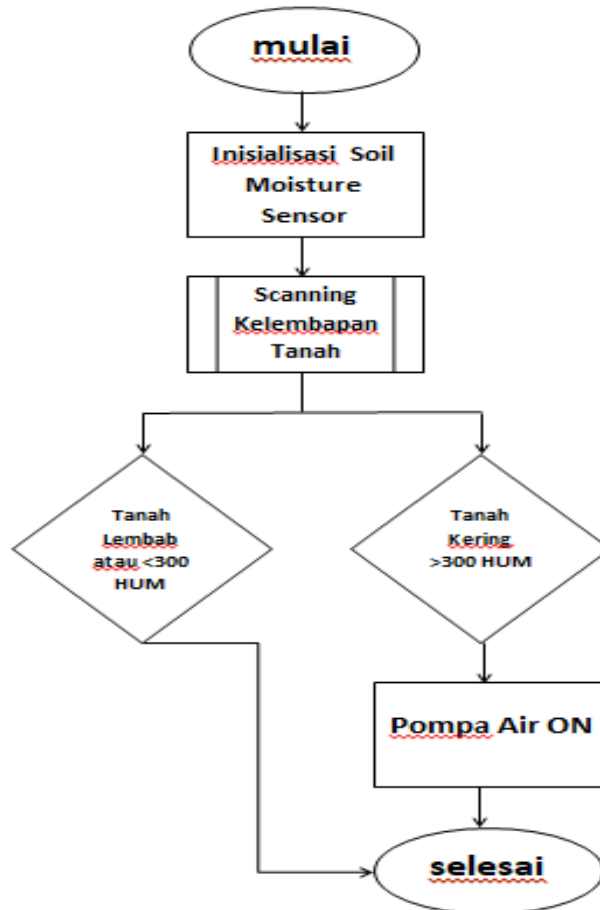 mulai
Inisialisasi Soil
Moisture
Sensor
Scanning
Kelembapan
Tanah
Tanah
Lembab
atau <300
HUM
Tanah
Kering
>300 HUM
Pompa Air ON
selesai